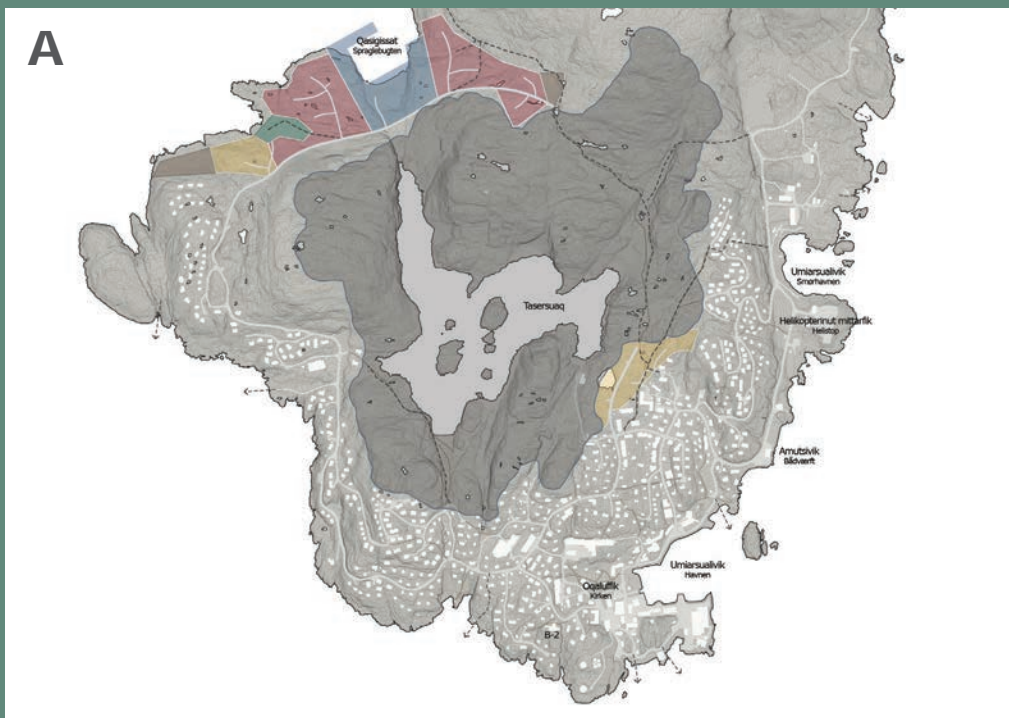 A
Qasigissat
Spraglebugten
Umiarsualivik
Smørhavnen
Tasersuaq
Helikopterinut mittarfik
Helistop
Amutsivik
Bådværft
Umiarsualivik
Havnen
Oqaluffik
Kirken
B-2